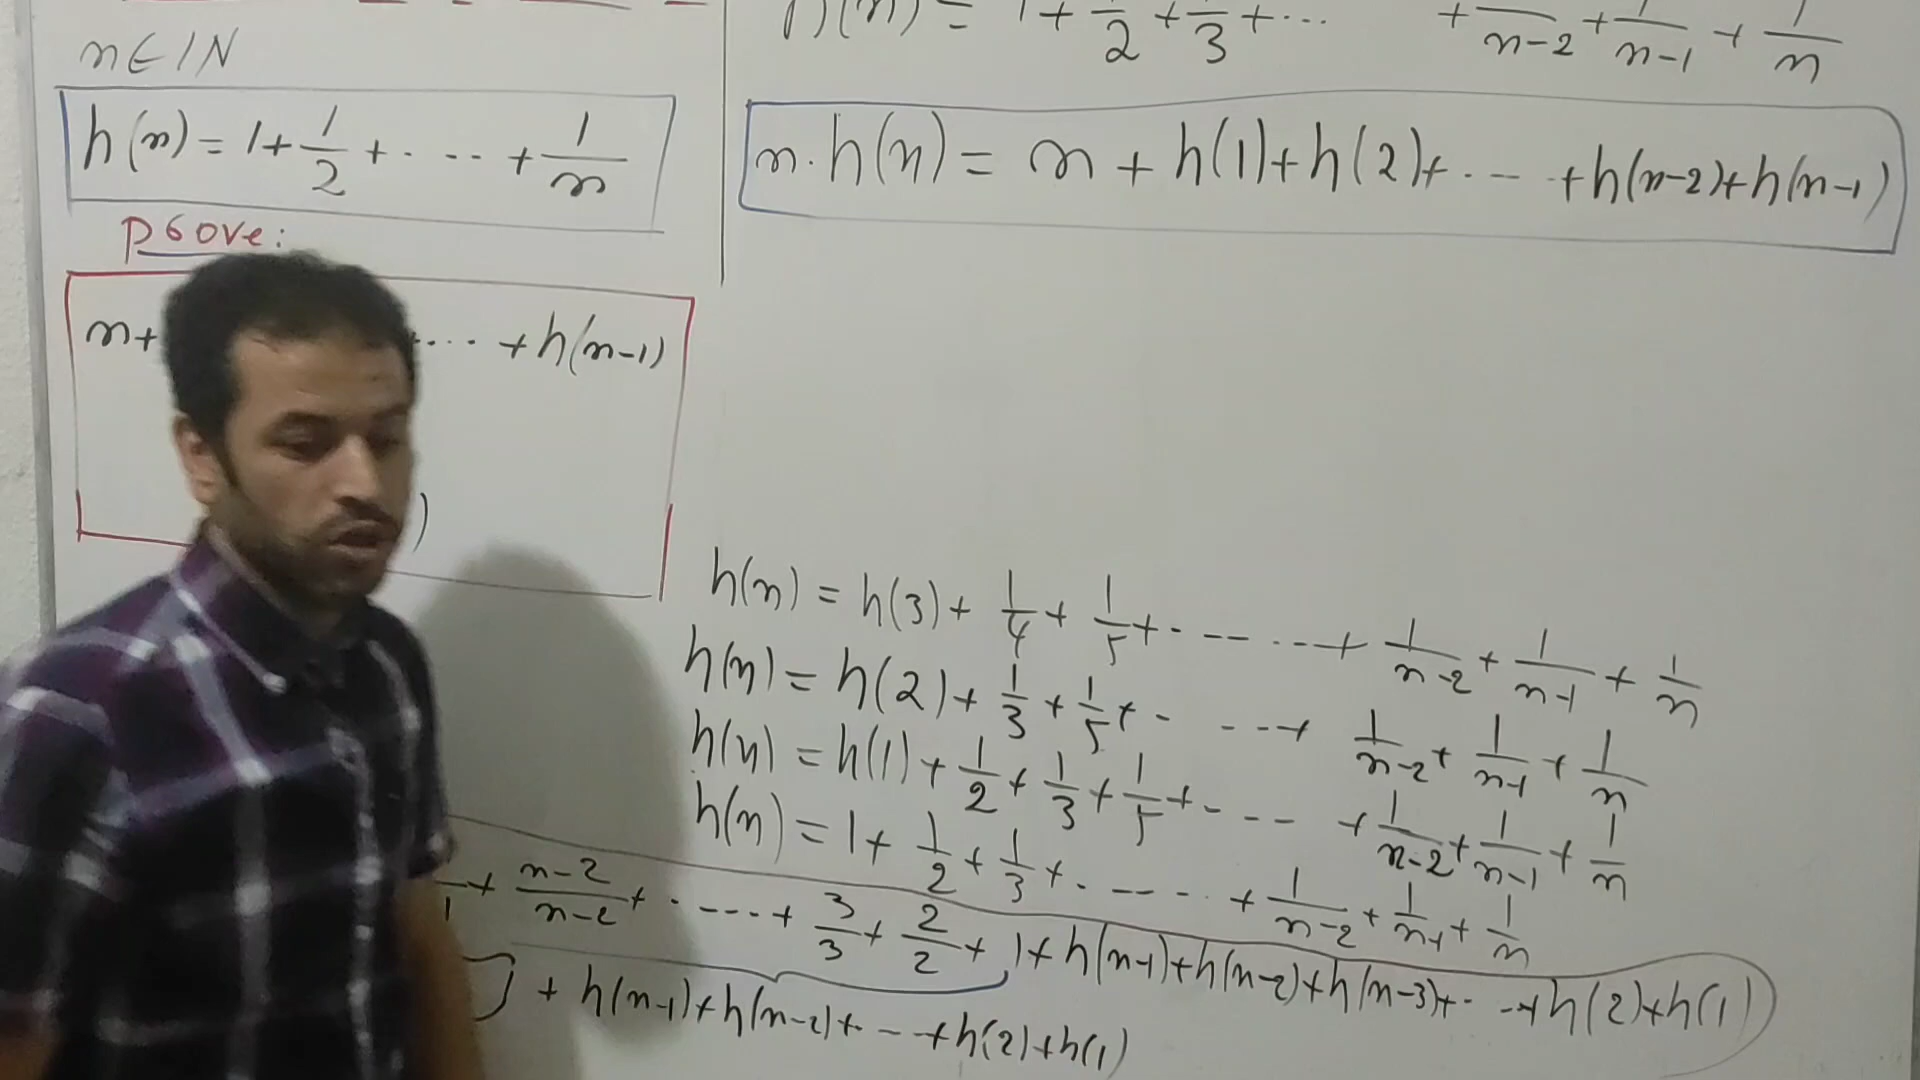 n∈IN
h(n) = 1 + 1/2 + · · · · + 1/n
prove:
n+ · · · · + h(n-1)
)
(n) = 1 + 1/2 + 1/3 + · · · + 1/n-2 + 1/n-1 + 1/n
n·h(n) = n + h(1) + h(2) + · · · + h(n-2) + h(n-1)
h(n) = h(3) + 1/4 + 1/5 + · - - - · · - + 1/n-2 + 1/n-1 + 1/n
h(n) = h(2) + 1/3 + 1/5 + · - - - + 1/n-2 + 1/n-1 + 1/n
h(n) = h(1) + 1/2 + 1/3 + 1/5 + · - - - + 1/n-2 + 1/n-1 + 1/n
h(n) = 1 + 1/2 + 1/3 + · - - - - + 1/n-2 + 1/n-1 + 1/n
+ n-2/n-2 + · - - - + 3/3 + 2/2 + 1 + h(n-1) + h(n-2) + h(n-3) + · · - + h(2) + h(1)
] + h(n-1) + h(n-2) + · - - + h(2) + h(1)